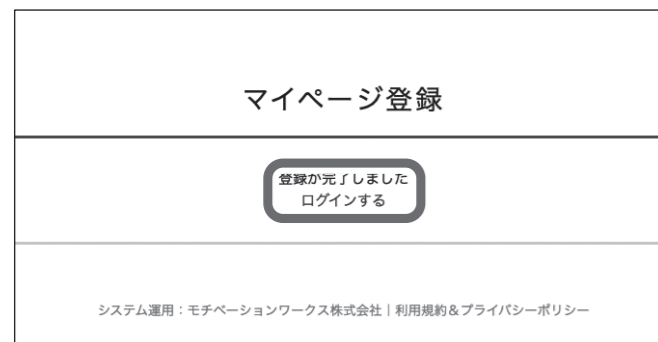 マイページ登録
登録が完了しました
ログインする
システム運用：モチベーションワークス株式会社｜利用規約＆プライバシーポリシー